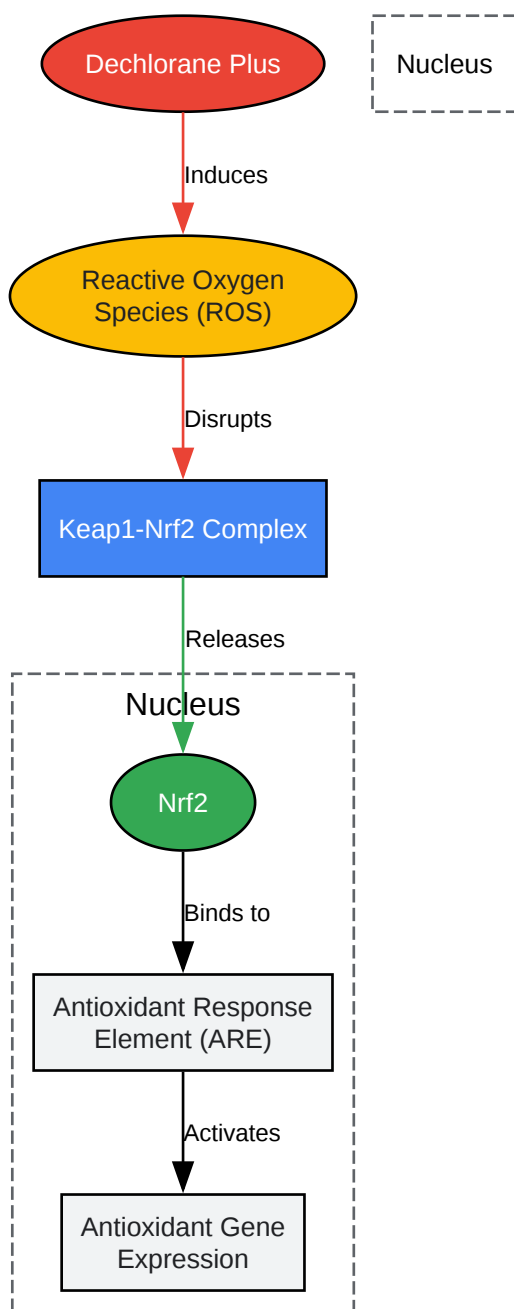 Dechlorane Plus
Nucleus
Induces
Reactive Oxygen
Species (ROS)
Disrupts
Keap1-Nrf2 Complex
Releases
Nucleus
Nrf2
Binds to
Antioxidant Response
Element (ARE)
Activates
Antioxidant Gene
Expression